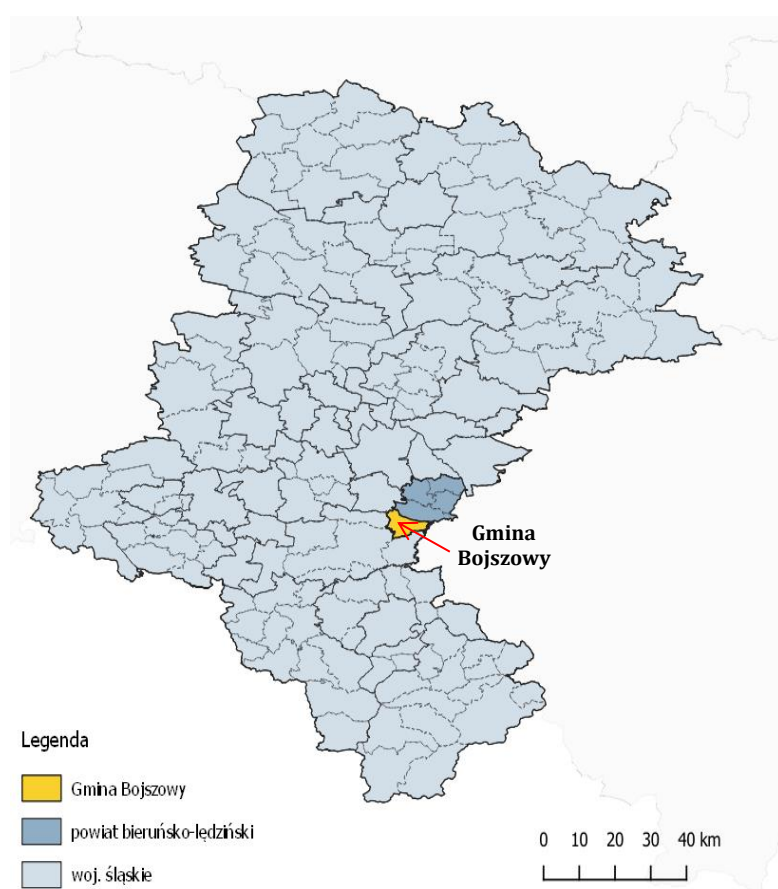 Gmina
Bojszowy
Legenda
Gmina Bojszowy
powiat bieruńsko-lędziński
woj. śląskie
0 10 20 30 40 km